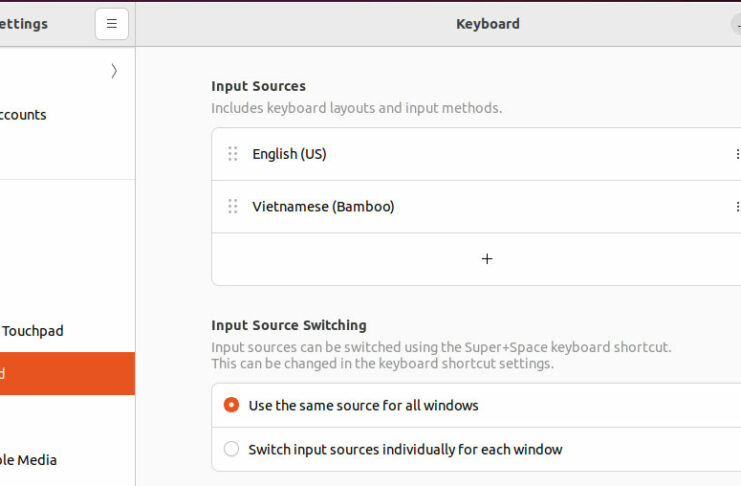 ettings
Keyboard
ccounts
Touchpad
d
ole Media
Input Sources
Includes keyboard layouts and input methods.
English (US)
Vietnamese (Bamboo)
+
Input Source Switching
Input sources can be switched using the Super+Space keyboard shortcut.
This can be changed in the keyboard shortcut settings.
Use the same source for all windows
Switch input sources individually for each window